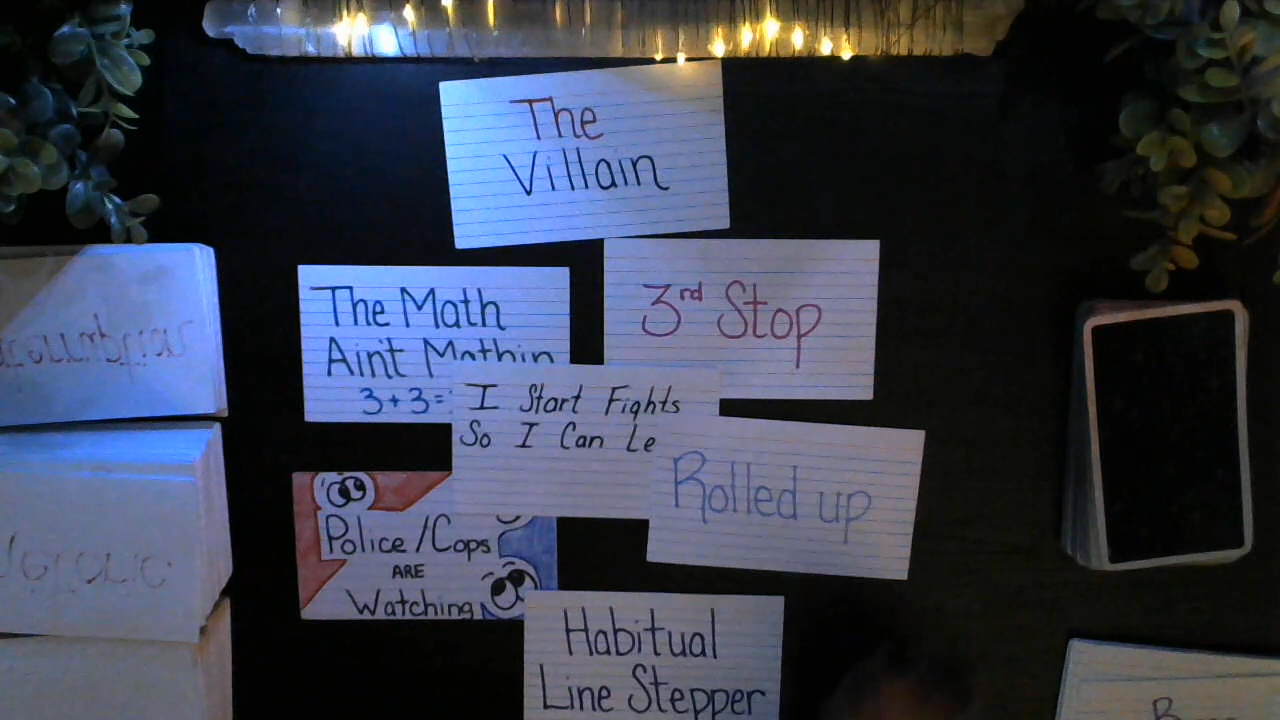 The
Villain
3rd Stop
The Math
Aint Mathin
3+3=
I Start Fights
So I Can Le
Rolled up
Police/Cops
ARE
Watching
Habitual
Line Stepper